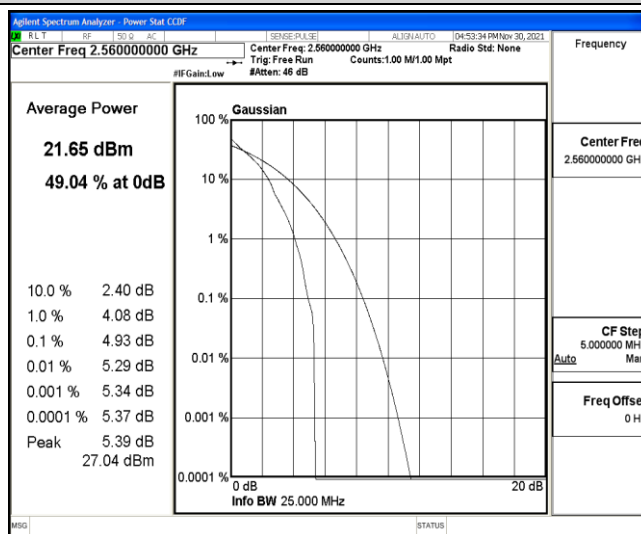 Agilent Spectrum Analyzer - Power Stat CCDF
RLT RF 50 Ω AC SENSE:PULSE ALIGNAUTO 04:53:34 PM Nov 30, 2021
Center Freq 2.560000000 GHz
Center Freq: 2.560000000 GHz Radio Std: None
Trig: Free Run Counts:1.00 M/1.00 Mpt
#IFGain:Low #Atten: 46 dB
Frequency
Average Power
21.65 dBm
49.04 % at 0dB
10.0 % 2.40 dB
1.0 % 4.08 dB
0.1 % 4.93 dB
0.01 % 5.29 dB
0.001 % 5.34 dB
0.0001 % 5.37 dB
Peak 5.39 dB
27.04 dBm
Gaussian
100 %
10 %
1 %
0.1 %
0.01 %
0.001 %
0.0001 %
0 dB 20 dB
Info BW 25.000 MHz
Center Fre
2.560000000 GH
CF Step
5.000000 MH
Auto Ma
Freq Offse
0 H
MSG STATUS